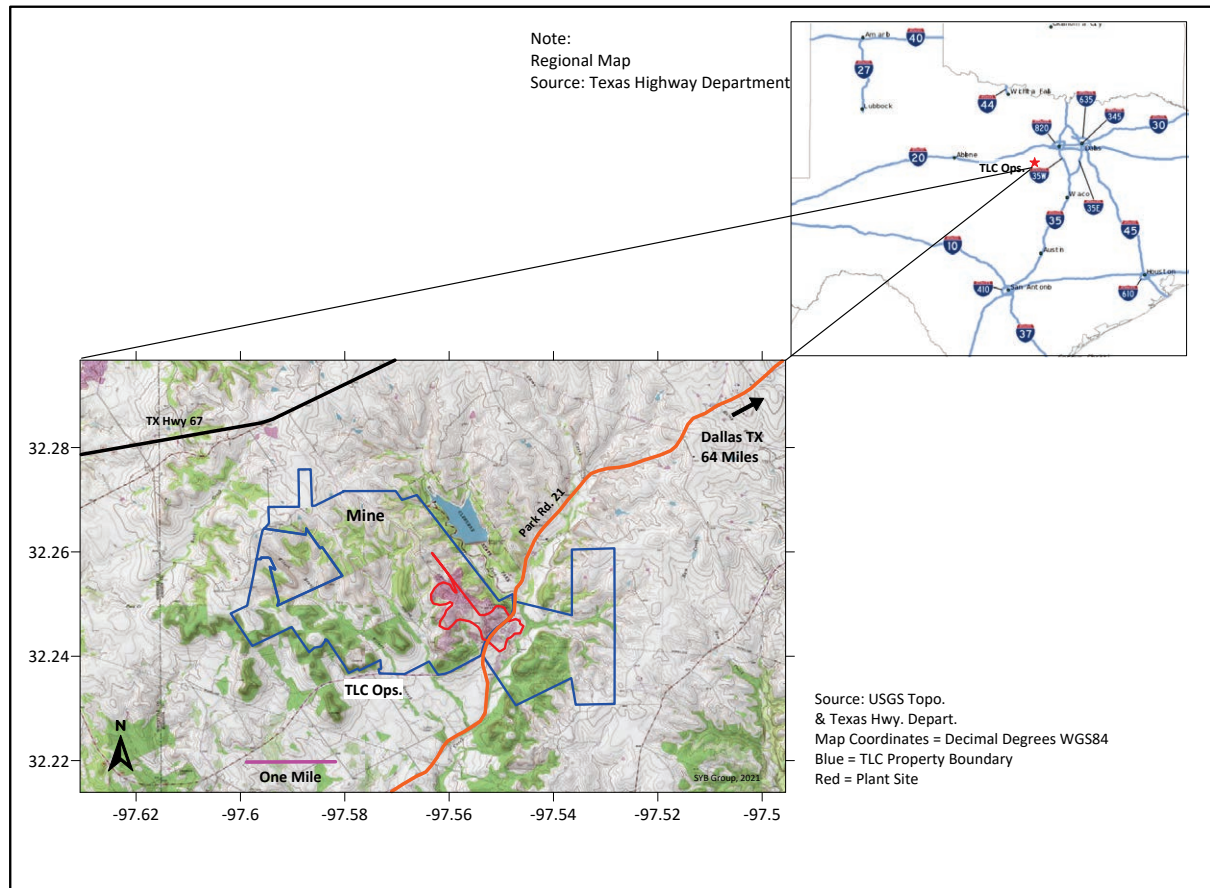 Note:
Regional Map
Source: Texas Highway Department
Amarib
40
27
Lubbock
44
Wichita Fall
635
345
30
820
Dallas
20
Abilene
TLC Ops.
35W
Waco
35E
35
45
10
Austin
Houston
San Antonio
410
610
37
TX Hwy 67
Dallas TX
64 Miles
Park Rd. 21
Mine
TLC Ops.
N
One Mile
SYB Group, 2021
32.28
32.26
32.24
32.22
-97.62
-97.6
-97.58
-97.56
-97.54
-97.52
-97.5
Source: USGS Topo.
& Texas Hwy. Depart.
Map Coordinates = Decimal Degrees WGS84
Blue = TLC Property Boundary
Red = Plant Site